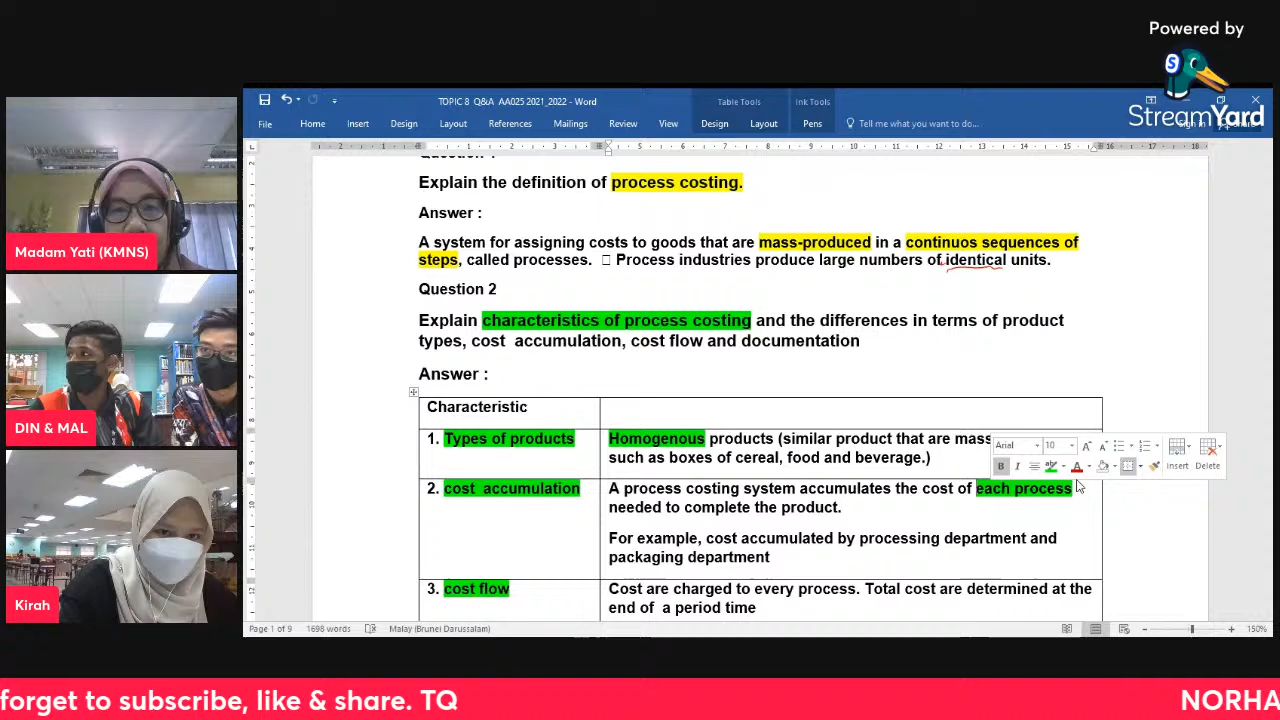 Powered by
StreamYard
TOPIC 8 Q&A AA025 2021_2022 - Word
Table Tools
Ink Tools
File
Home
Insert
Design
Layout
References
Mailings
Review
View
Design
Layout
Pens
Tell me what you want to do...
Explain the definition of process costing.
Answer :
A system for assigning costs to goods that are mass-produced in a continuos sequences of
steps, called processes. □ Process industries produce large numbers of identical units.
Question 2
Explain characteristics of process costing and the differences in terms of product
types, cost accumulation, cost flow and documentation
Answer :
Characteristic
1. Types of products
Homogenous products (similar product that are mass
such as boxes of cereal, food and beverage.)
Arial
10
Insert
Delete
2. cost accumulation
A process costing system accumulates the cost of each process
needed to complete the product.
For example, cost accumulated by processing department and
packaging department
3. cost flow
Cost are charged to every process. Total cost are determined at the
end of a period time
Page 1 of 9
1698 words
Malay (Brunei Darussalam)
150%
Madam Yati (KMNS)
DIN & MAL
Kirah
forget to subscribe, like & share. TQ
NORHA